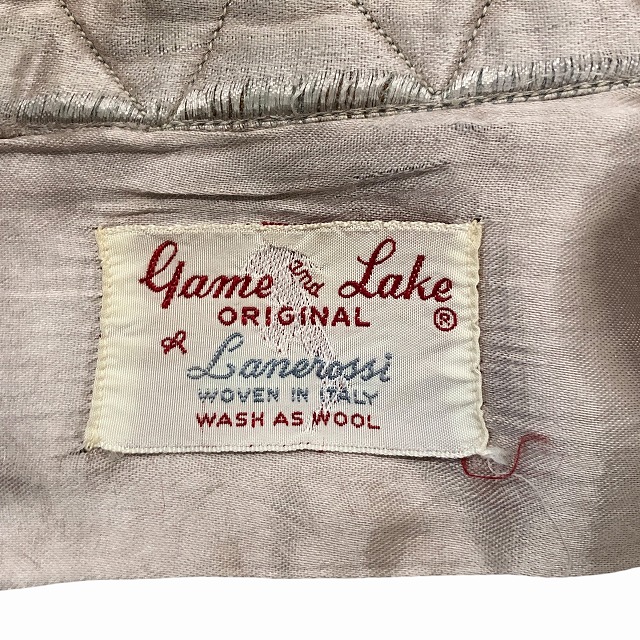 Game and Lake
ORIGINAL ®
A Lanerossi
WOVEN IN ITALY
WASH AS WOOL